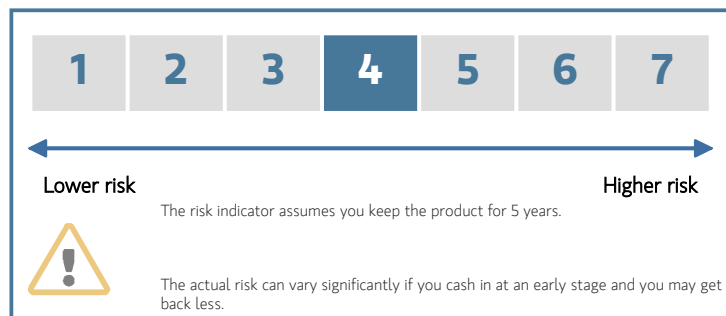 1 2 3 4 5 6 7
Lower risk Higher risk
The risk indicator assumes you keep the product for 5 years.
!
The actual risk can vary significantly if you cash in at an early stage and you may get
back less.